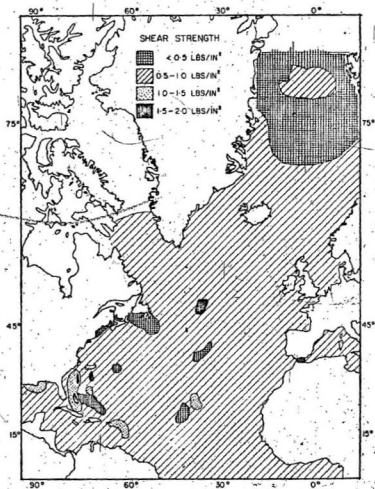 90° 60° 30° 0°
SHEAR STRENGTH
< 0·5 LBS/IN²
0·5-1·0 LBS/IN²
1·0-1·5 LBS/IN²
1·5-2·0 LBS/IN²
75° 75°
45° 45°
15° 15°
90° 60° 30° 0°